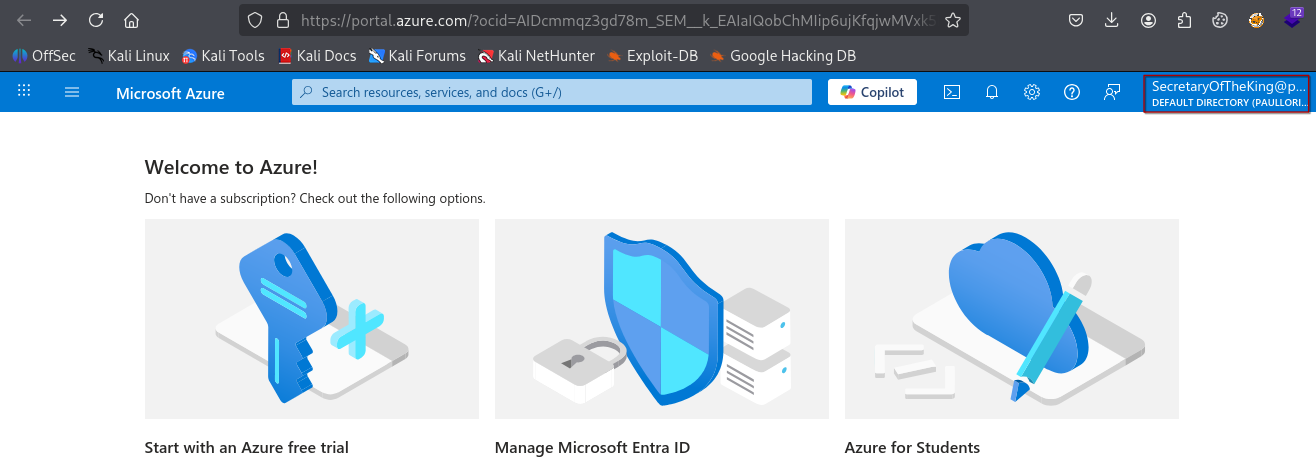 https://portal.azure.com/?ocid=AIDcmmqz3gd78m_SEM__k_EAIaIQobChMIip6ujKfqjwMVxk5
12
OffSec Kali Linux Kali Tools Kali Docs Kali Forums Kali NetHunter Exploit-DB Google Hacking DB
Microsoft Azure Search resources, services, and docs (G+/) Copilot SecretaryOfTheKing@p...
DEFAULT DIRECTORY (PAULLORI...
Welcome to Azure!
Don't have a subscription? Check out the following options.
Start with an Azure free trial Manage Microsoft Entra ID Azure for Students